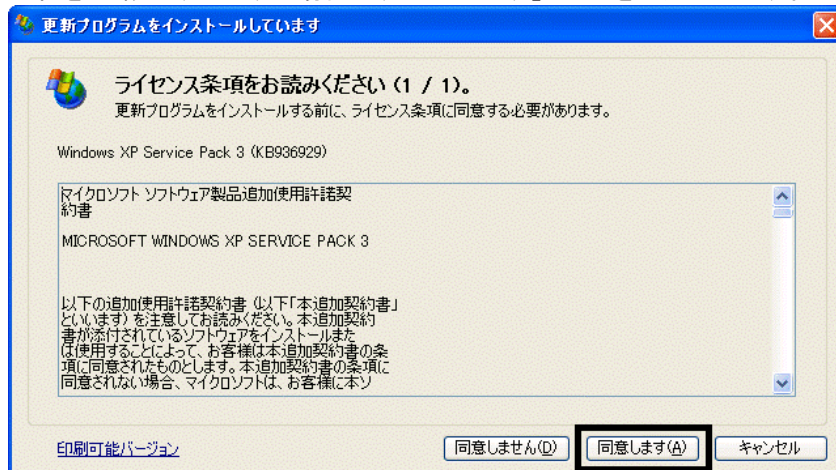 更新プログラムをインストールしています
ライセンス条項をお読みください (1 / 1)。
更新プログラムをインストールする前に、ライセンス条項に同意する必要があります。
Windows XP Service Pack 3 (KB936929)
マイクロソフト ソフトウェア製品追加使用許諾契
約書
MICROSOFT WINDOWS XP SERVICE PACK 3
以下の追加使用許諾契約書 (以下「本追加契約書」
といいます) を注意してお読みください。本追加契約
書が添付されているソフトウェアをインストールまた
は使用することによって、お客様は本追加契約書の条
項に同意されたものとします。本追加契約書の条項に
同意されない場合、マイクロソフトは、お客様に本ソ
印刷可能バージョン
同意しません(D)
同意します(A)
キャンセル